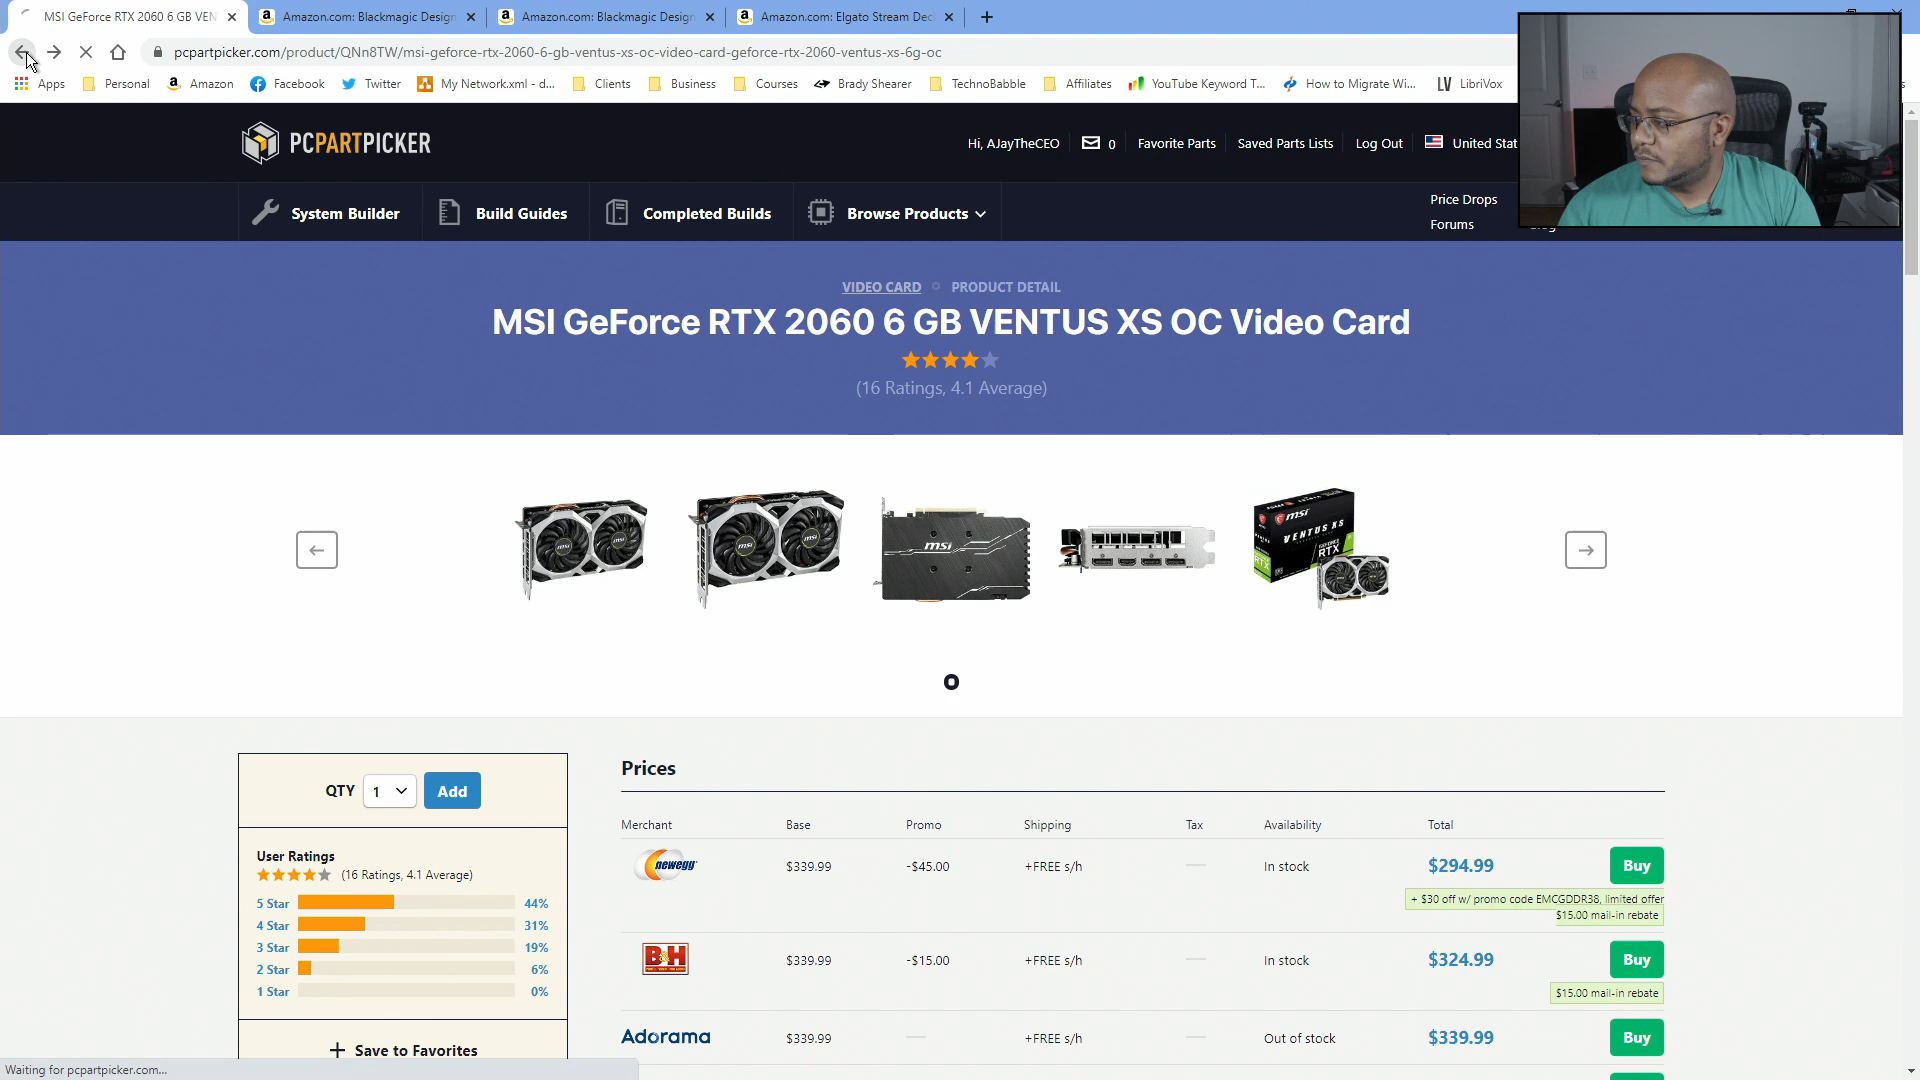 MSI GeForce RTX 2060 6 GB VEN
Amazon.com: Blackmagic Design
Amazon.com: Blackmagic Design
Amazon.com: Elgato Stream Dec
pcpartpicker.com/product/QNn8TW/msi-geforce-rtx-2060-6-gb-ventus-xs-oc-video-card-geforce-rtx-2060-ventus-xs-6g-oc
Apps Personal Amazon Facebook Twitter My Network.xml - d... Clients Business Courses Brady Shearer TechnoBabble Affiliates YouTube Keyword T... How to Migrate Wi... LV LibriVox
PCPARTPICKER
Hi, AJayTheCEO 0 Favorite Parts Saved Parts Lists Log Out United Stat
System Builder Build Guides Completed Builds Browse Products
Price Drops
Forums
VIDEO CARD PRODUCT DETAIL
MSI GeForce RTX 2060 6 GB VENTUS XS OC Video Card
(16 Ratings, 4.1 Average)
msi
msi
VENTUS XS
GEFORCE
RTX
QTY 1 Add
User Ratings
(16 Ratings, 4.1 Average)
5 Star 44%
4 Star 31%
3 Star 19%
2 Star 6%
1 Star 0%
+ Save to Favorites
Prices
Merchant Base Promo Shipping Tax Availability Total
newegg $339.99 -$45.00 +FREE s/h — In stock $294.99 Buy
+ $30 off w/ promo code EMCGDDR38, limited offer
$15.00 mail-in rebate
B&H $339.99 -$15.00 +FREE s/h — In stock $324.99 Buy
$15.00 mail-in rebate
Adorama $339.99 — +FREE s/h — Out of stock $339.99 Buy
Waiting for pcpartpicker.com...